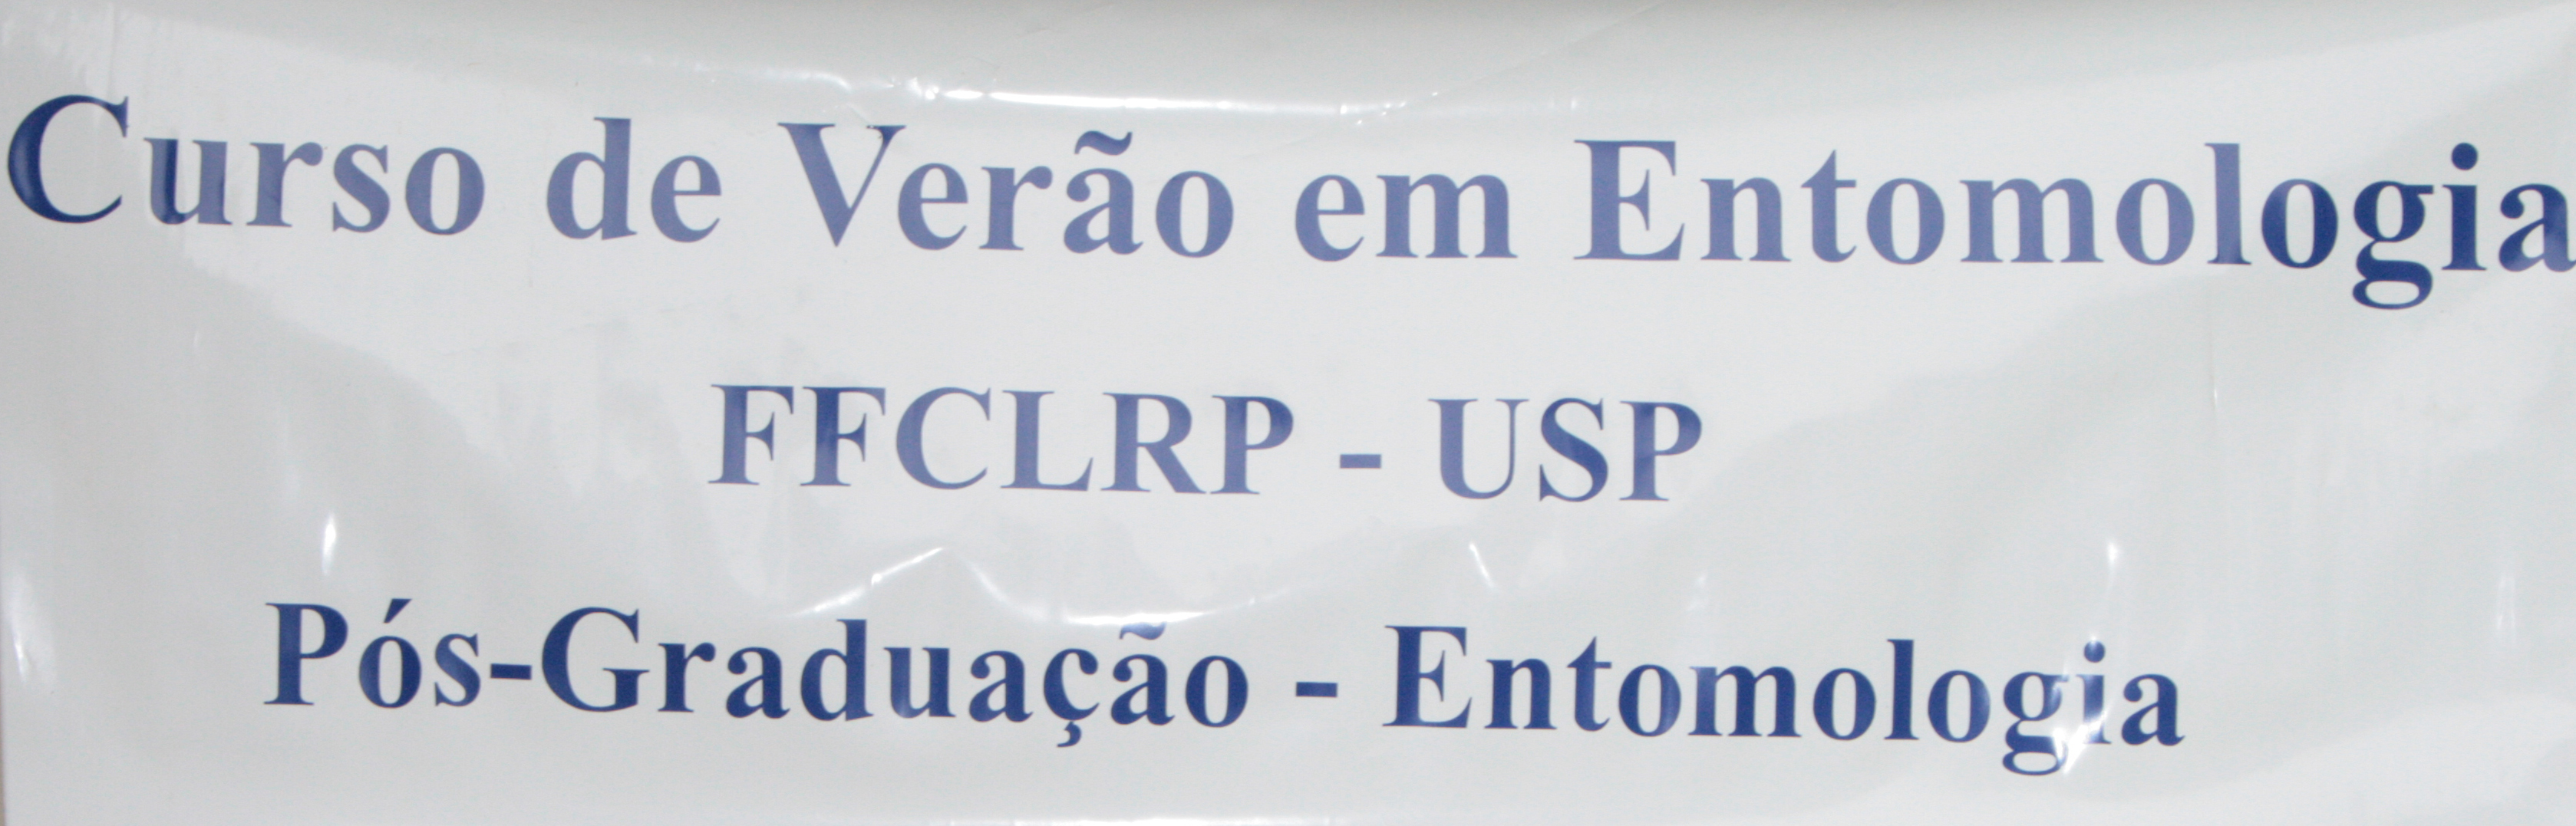 Curso de Verão em Entomologia
FFCLRP - USP
Pós-Graduação - Entomologia